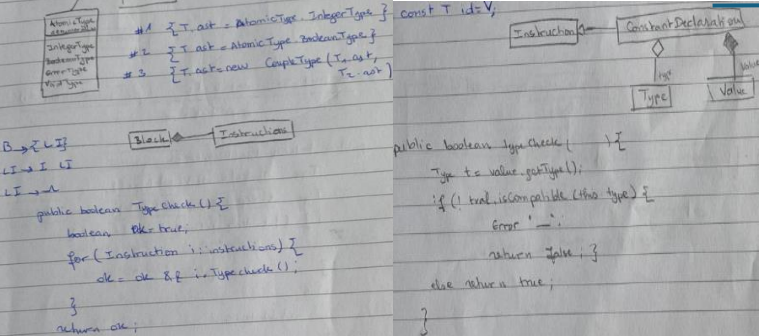 AtomicType
IntegerType
BooleanType
ErrorType
VoidType
#1 {T.ast = AtomicType.IntegerType}
#2 {T.ast = AtomicType.BooleanType}
#3 {T.ast = new CoupleType (T1.ast,
T2.ast)
B → {LI}
LI → I LI
LI → Λ
Block
Instructions
public boolean TypeCheck () {
boolean ok = true;
for (Instruction i : instructions) {
ok = ok && i.Typecheck ();
}
return ok;
const T id = V;
Instruction
ConstantDeclaration
type
Value
Type
Value
public boolean typeCheck ( ) {
Type t = value.getType();
if (! .isCompatible (this type) {
Error "—";
return false; }
else return true;
}